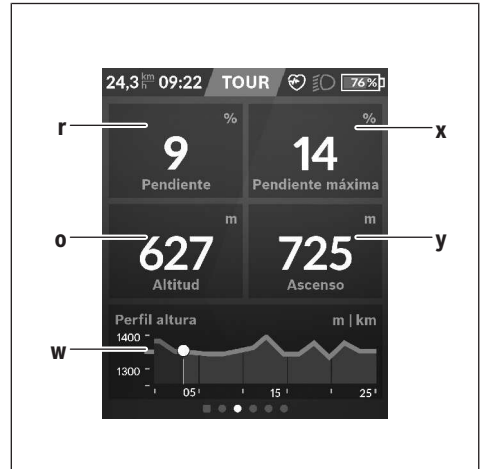 24,3 km/h 09:22 TOUR 76%
r % % x
9 14
Pendiente Pendiente máxima
o m m y
627 725
Altitud Ascenso
Perfil altura m | km
1400
w
1300
05' 15' 25'